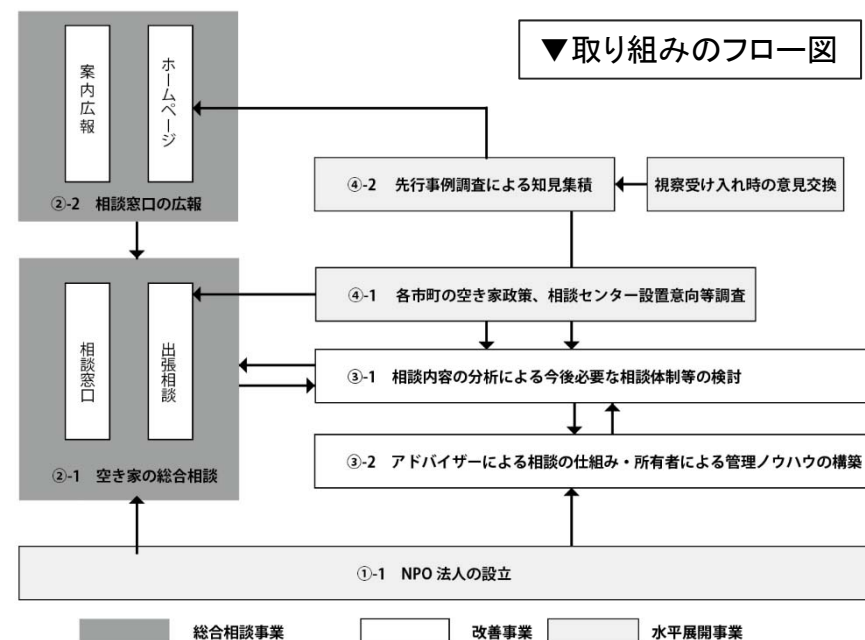 ▼取り組みのフロー図
案内広報
ホームページ
②-2 相談窓口の広報
④-2 先行事例調査による知見集積
視察受け入れ時の意見交換
④-1 各市町の空き家政策、相談センター設置意向等調査
相談窓口
出張相談
②-1 空き家の総合相談
③-1 相談内容の分析による今後必要な相談体制等の検討
③-2 アドバイザーによる相談の仕組み・所有者による管理ノウハウの構築
①-1 NPO 法人の設立
総合相談事業
改善事業
水平展開事業